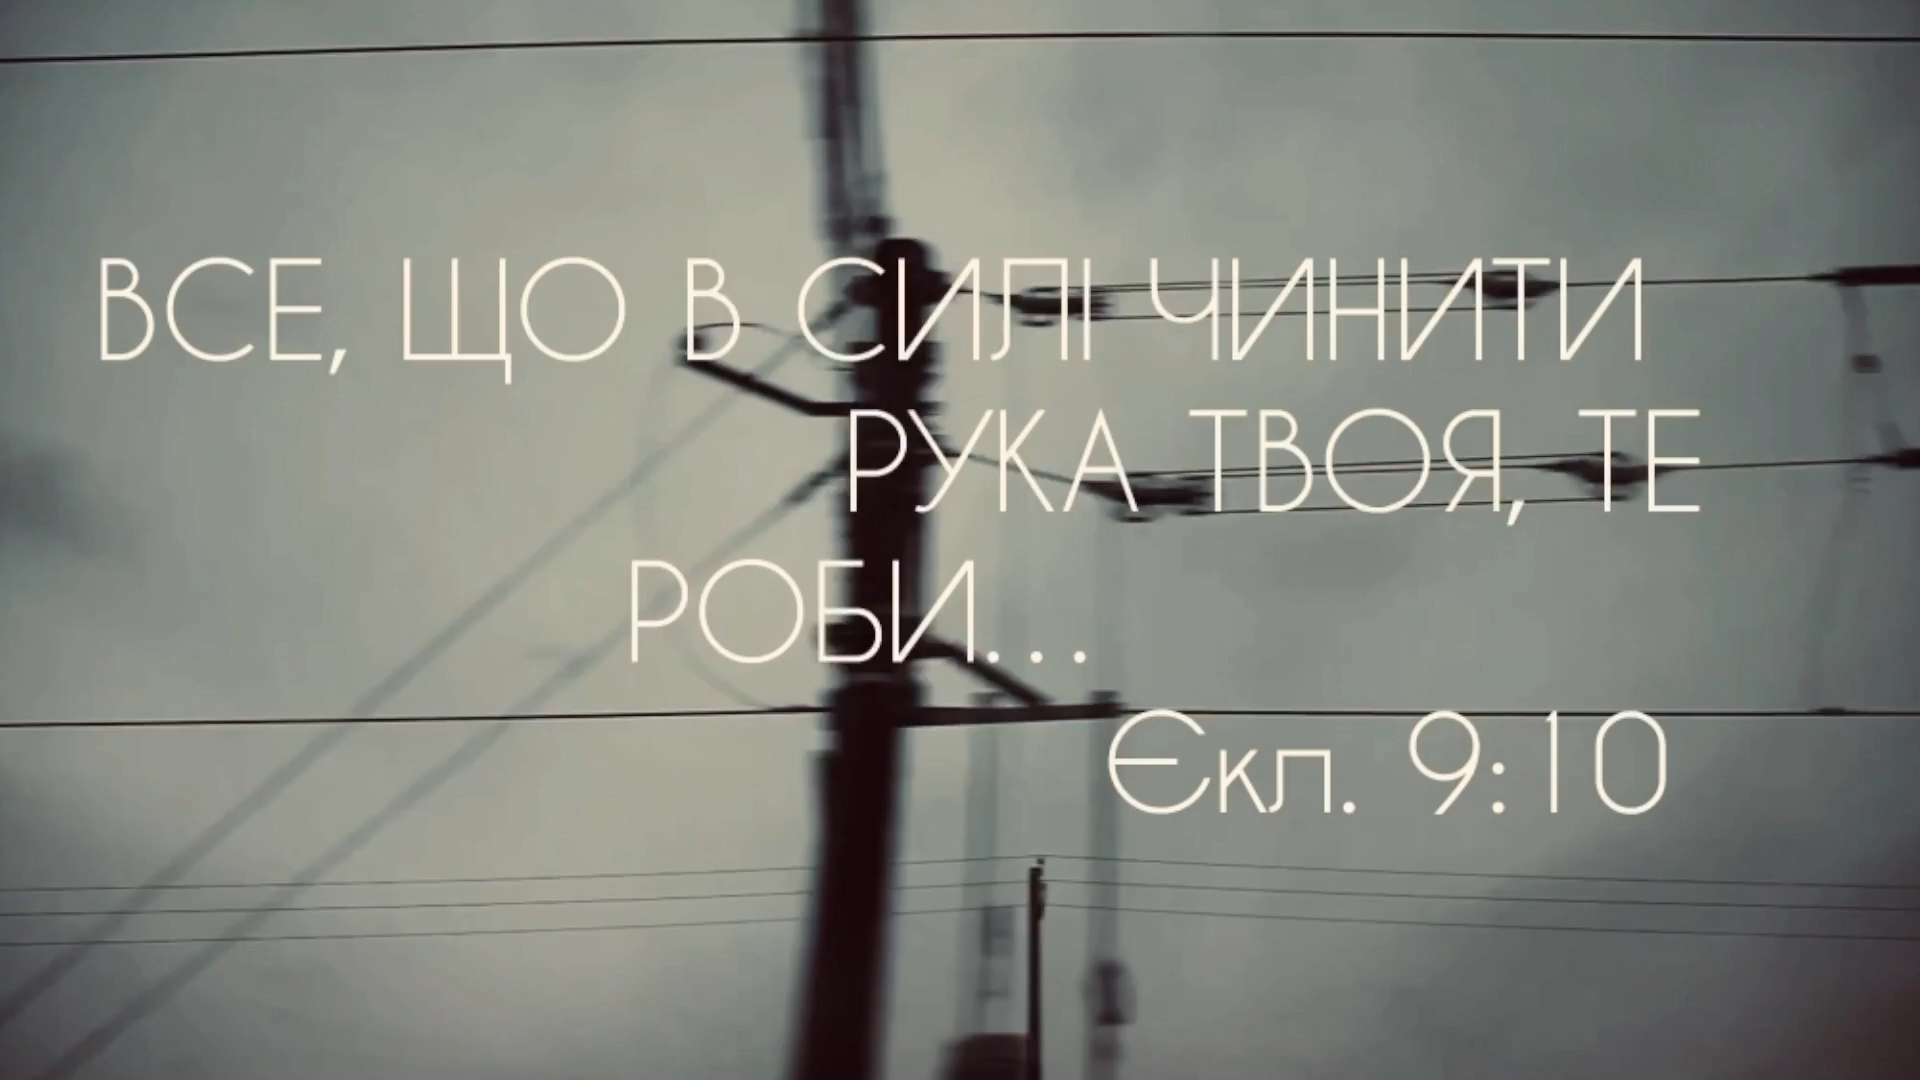 ВСЕ, ЩО В СИЛІ ЧИНИТИ
РУКА ТВОЯ, ТЕ
РОБИ...
Єкл. 9:10